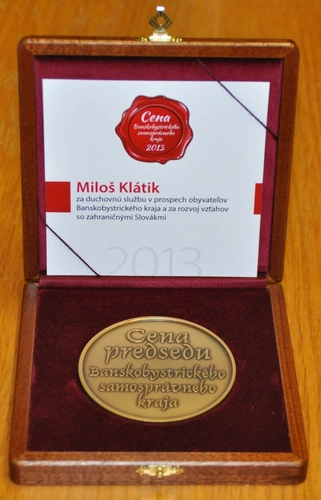 Cena
Banskobystrického
samosprávneho
kraja
2013
Miloš Klátik
za duchovnú službu v prospech obyvateľov
Banskobystrického kraja a za rozvoj vzťahov
so zahraničnými Slovákmi
2013
Cena
predsedu
Banskobystrického
samosprávneho
kraja